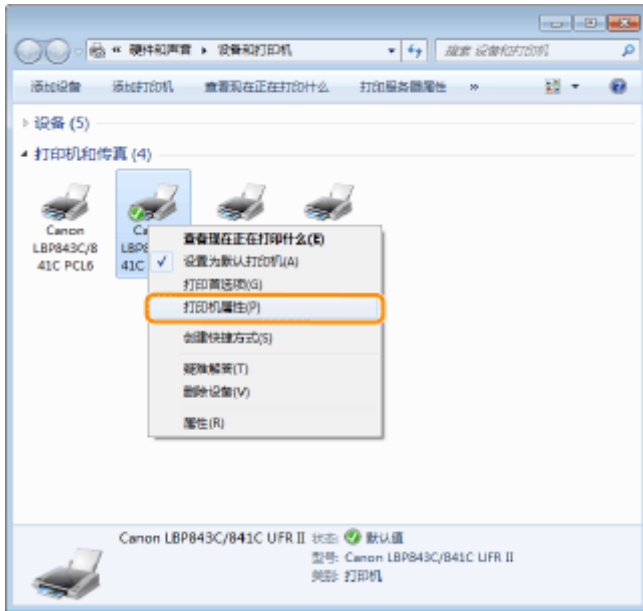 « 硬件和声音 ▸ 设备和打印机
搜索 设备和打印机
添加设备 添加打印机 查看现在正在打印什么 打印服务器属性 »
设备 (5)
打印机和传真 (4)
Canon
LBP843C/8
41C PCL6
Ca
LBP8
41C
查看现在正在打印什么(E)
设置为默认打印机(A)
打印首选项(G)
打印机属性(P)
创建快捷方式(S)
疑难解答(T)
删除设备(V)
属性(R)
Canon LBP843C/841C UFR II 状态: 默认值
型号: Canon LBP843C/841C UFR II
类别: 打印机